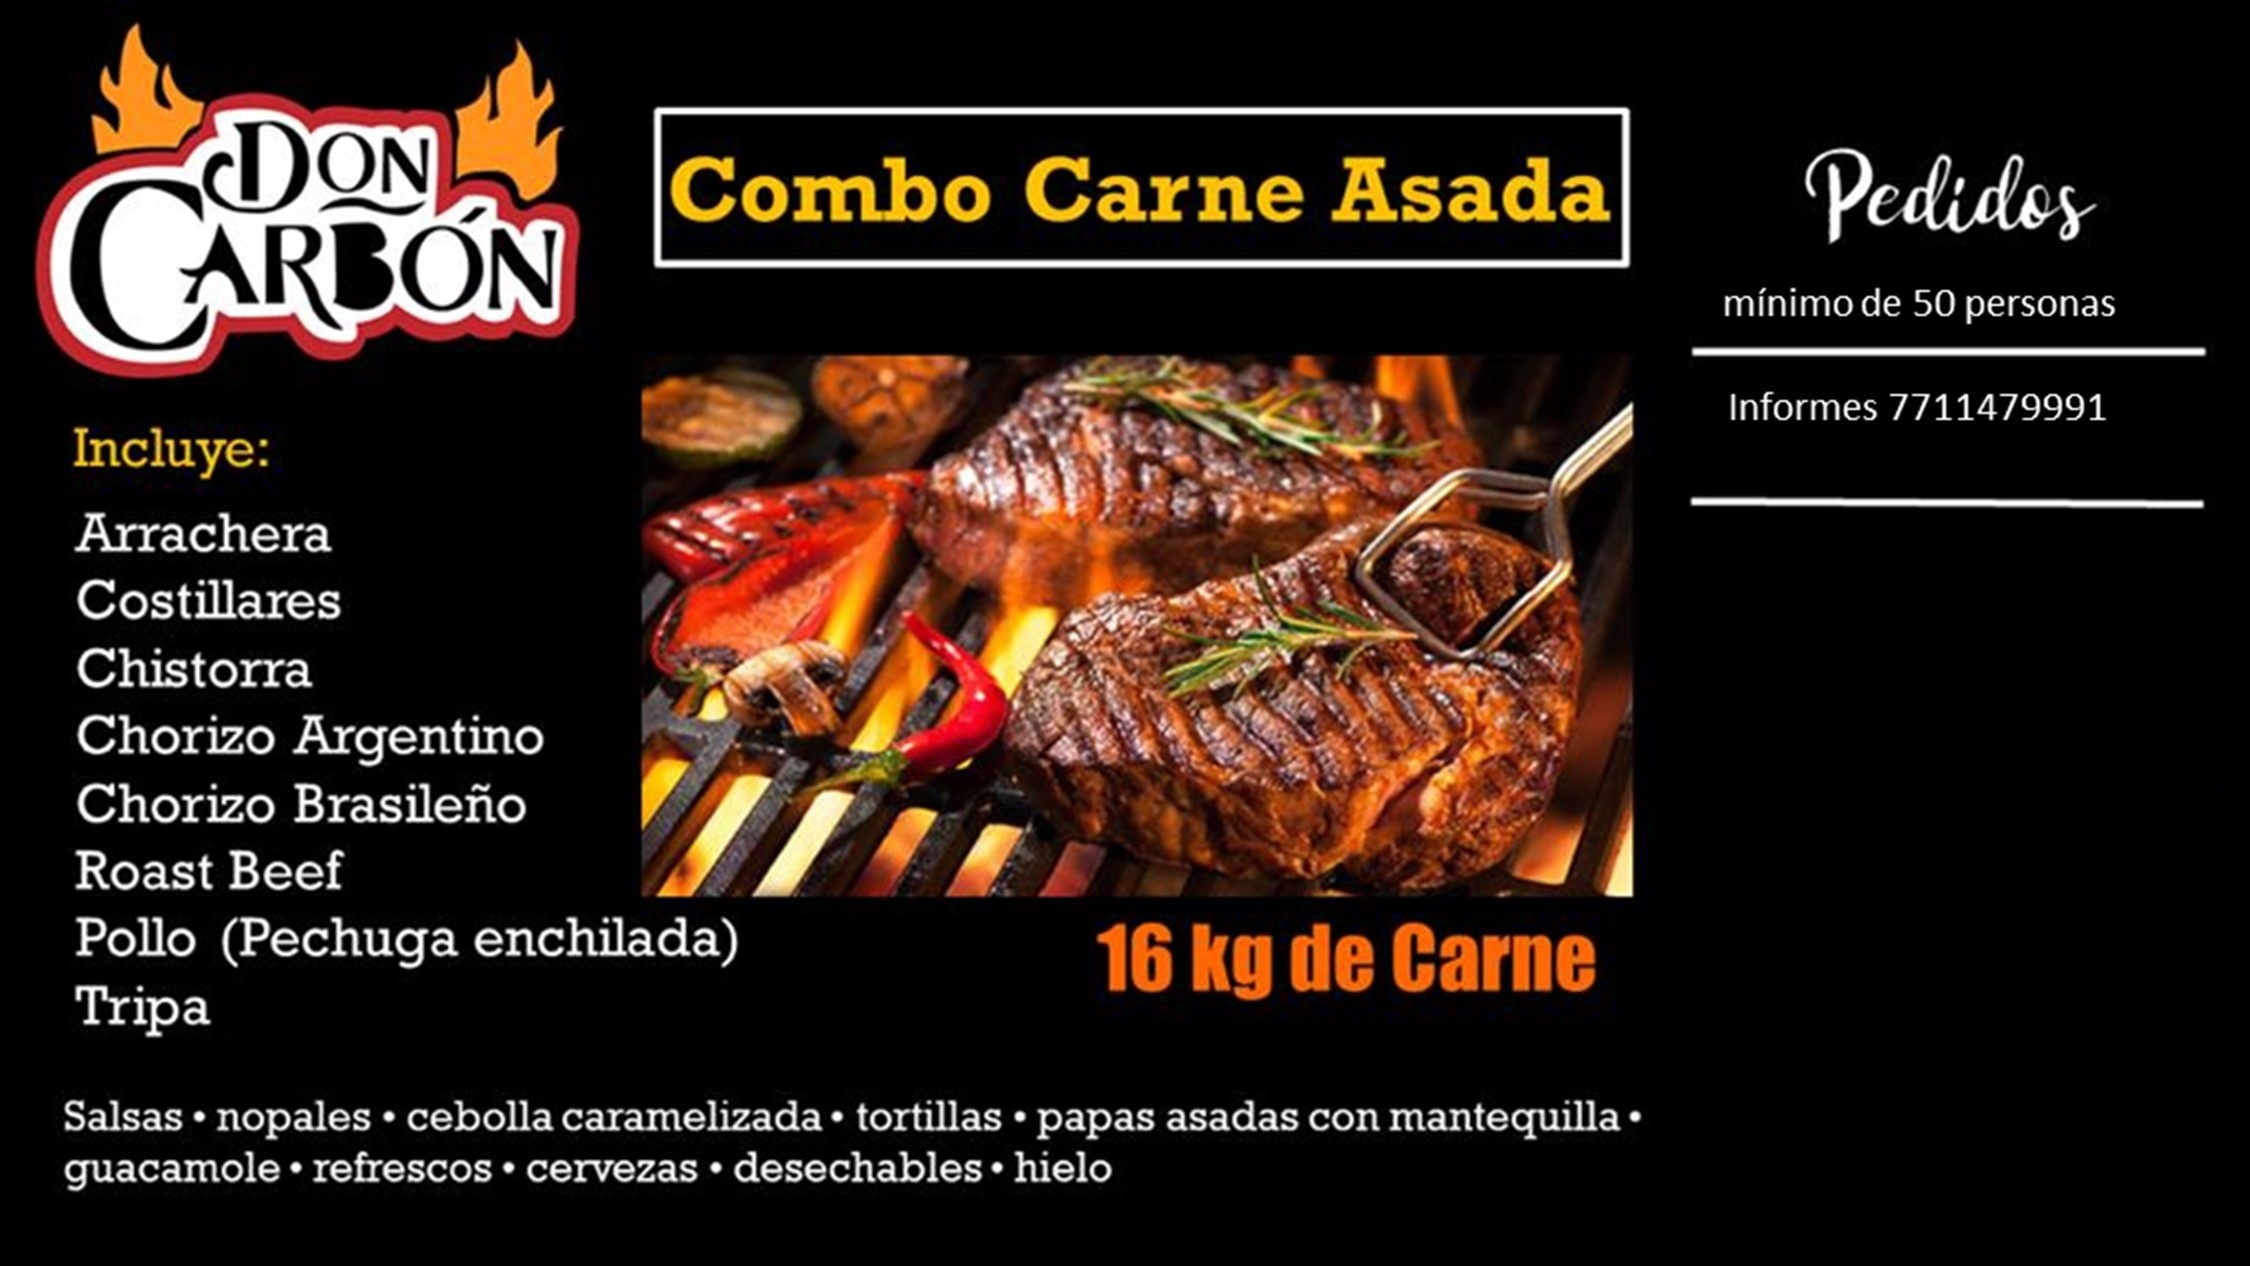 DON
CARBÓN
Combo Carne Asada
Pedidos
mínimo de 50 personas
Informes 7711479991
Incluye:
Arrachera
Costillares
Chistorra
Chorizo Argentino
Chorizo Brasileño
Roast Beef
Pollo (Pechuga enchilada)
Tripa
16 kg de Carne
Salsas • nopales • cebolla caramelizada • tortillas • papas asadas con mantequilla •
guacamole • refrescos • cervezas • desechables • hielo